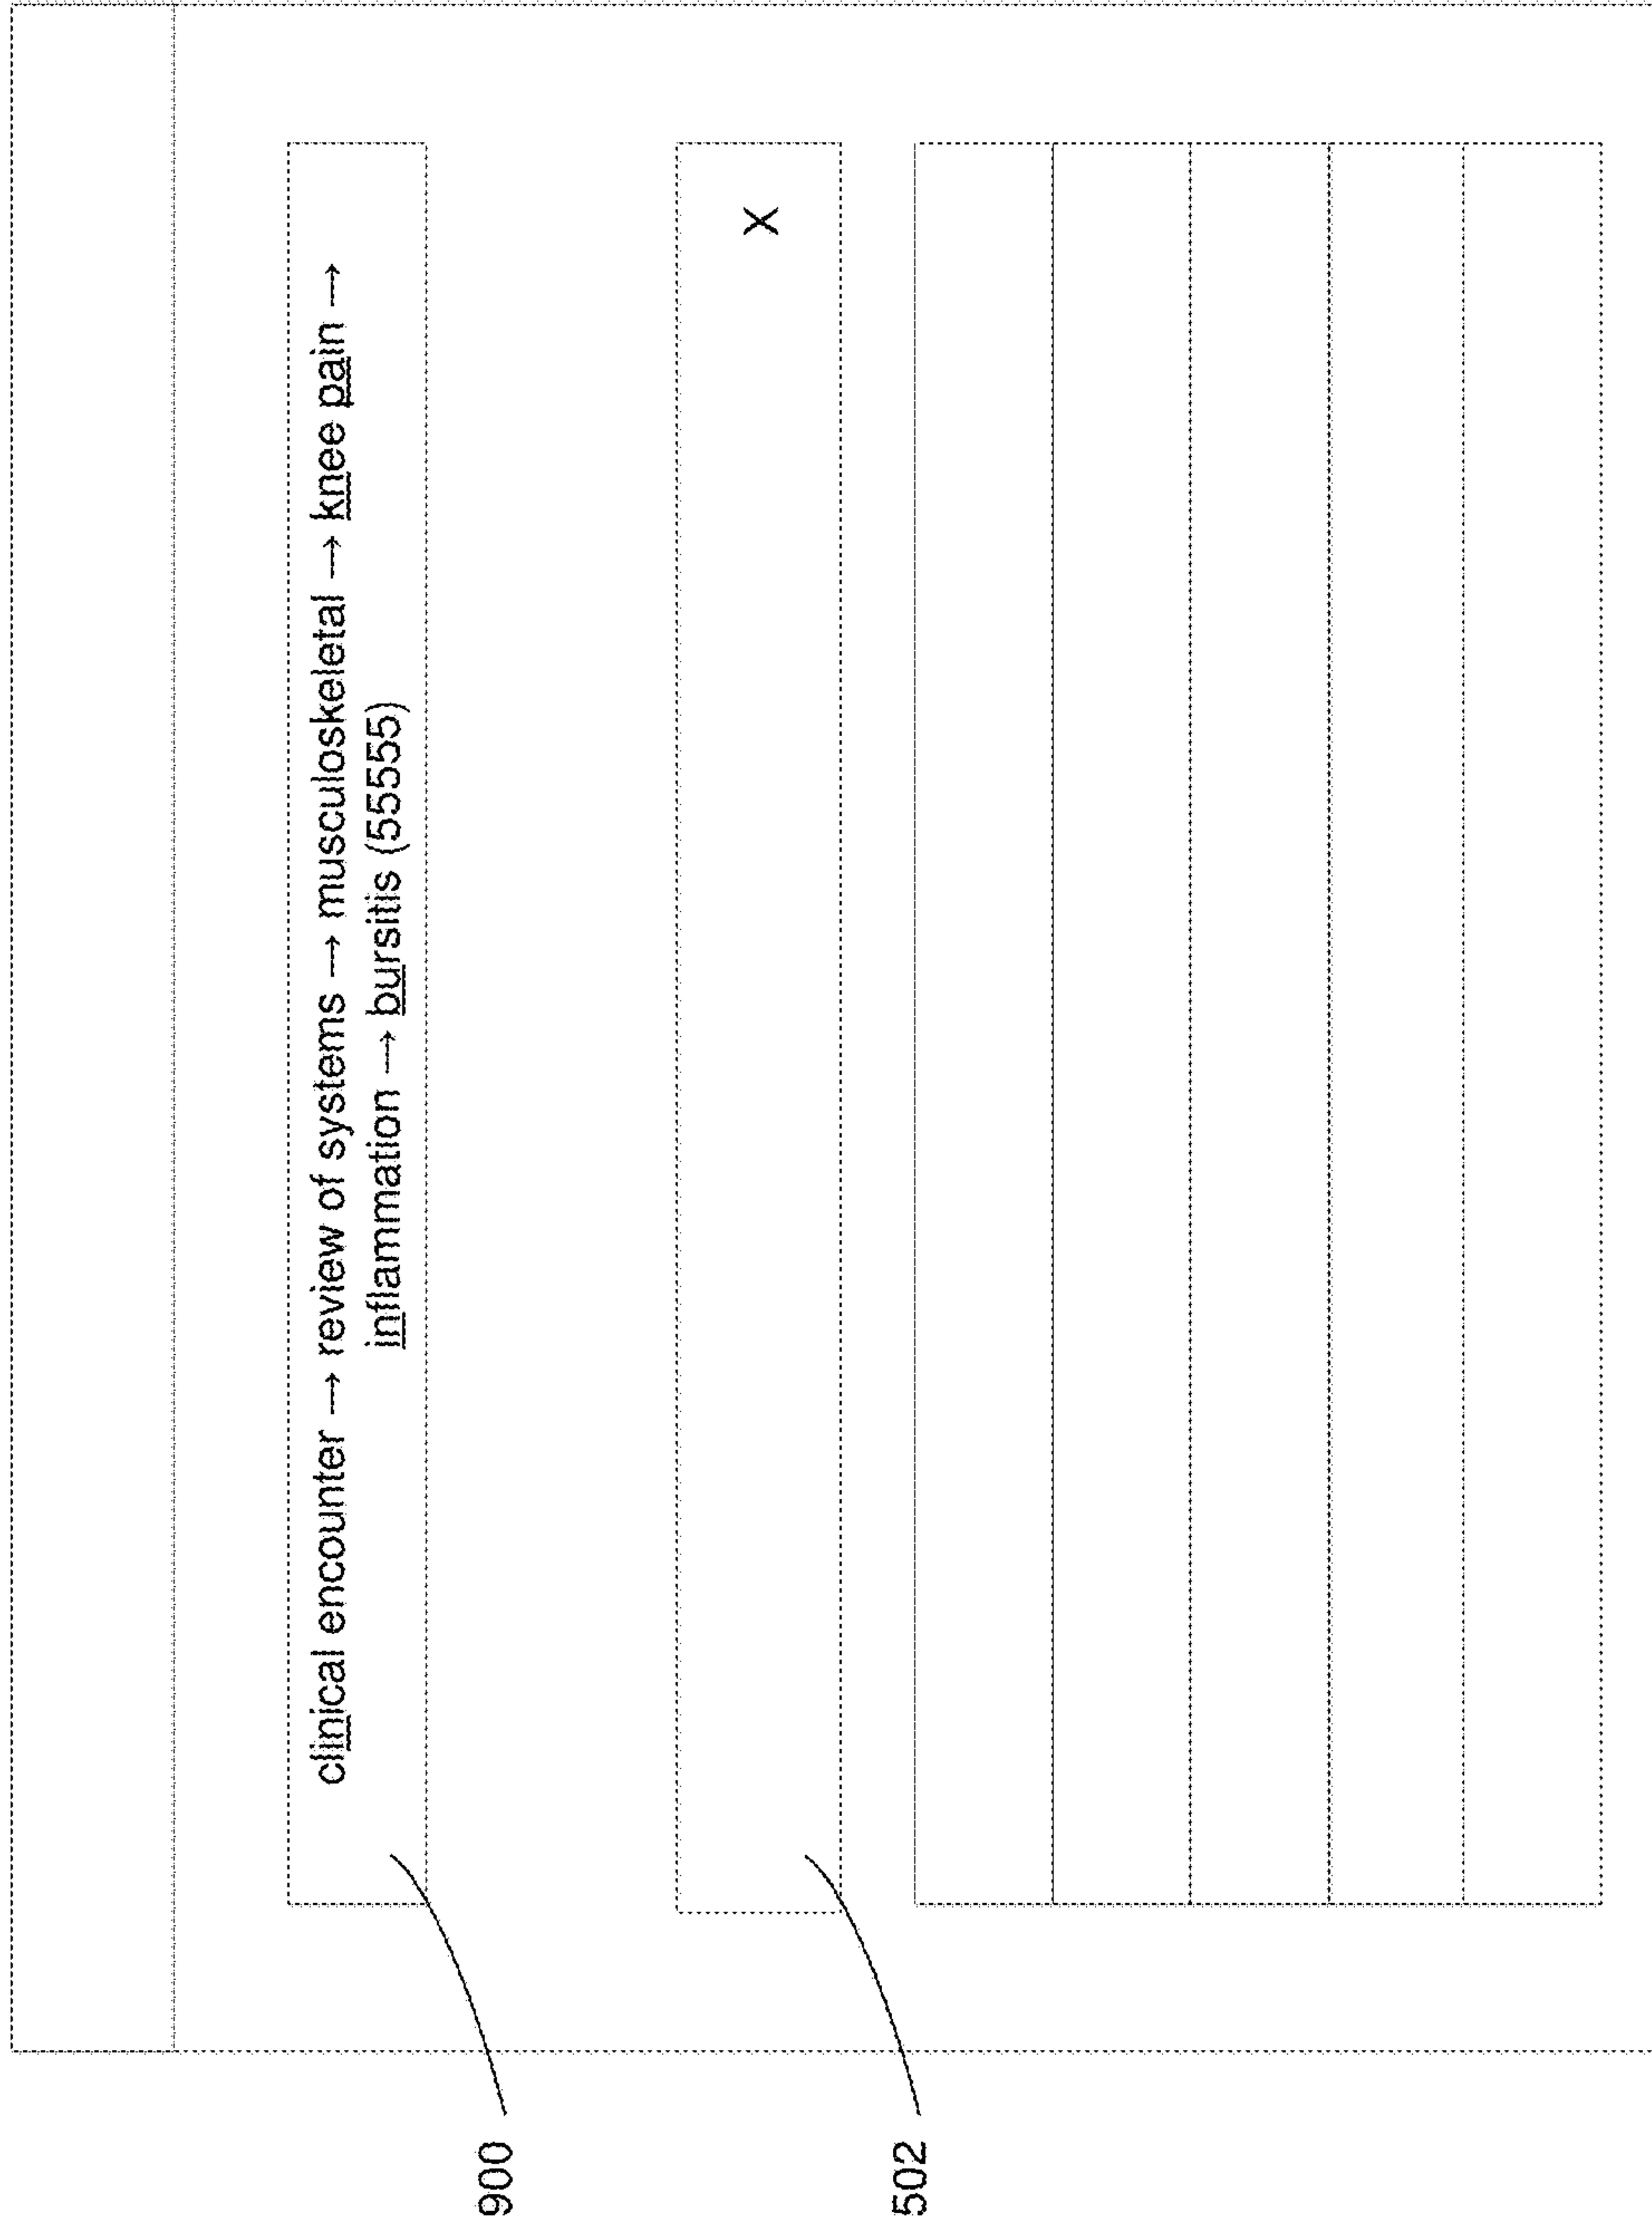 clinical encounter → review of systems → musculoskeletal → knee pain →
inflammation → bursitis (55555)
900
X
502